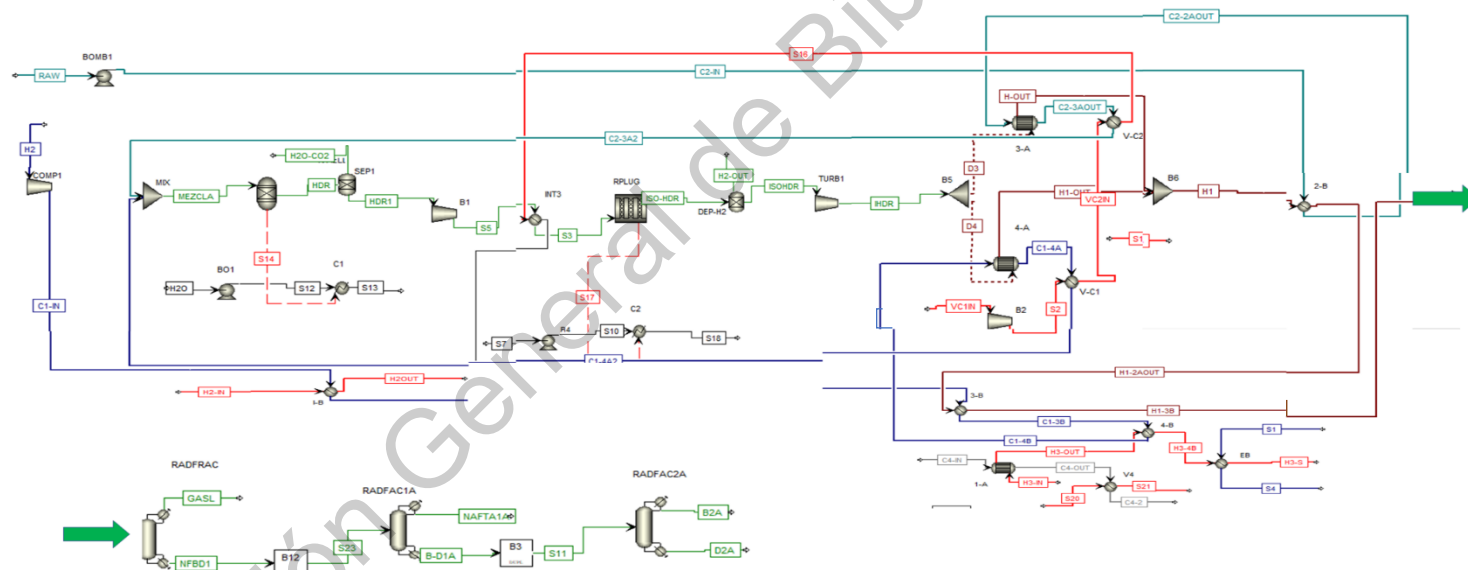 C2-2AOUT
BOMB1
S16
RAW
C2-IN
H-OUT
C2-3AOUT
H2
C2-3A2
V-C2
3-A
H2O-CO2
SEP1
COMP1
MIX
MEZCLA
HDR
HDR1
B1
S5
INT3
S3
RPLUG
ISO-HDR
H2-OUT
DEP-H2
ISOHDR
TURB1
IHDR
B5
D3
D4
H1-OUT
VC2IN
B6
H1
2-B
4-A
C1-4A
S1
V-C1
S14
BO1
C1
H2O
S12
S13
S17
C2
VC1IN
B2
S2
C1-IN
S7
B4
S10
S18
C1-4A2
H2-IN
H2OUT
I-B
H1-2AOUT
3-B
H1-3B
C1-3B
C1-4B
4-B
H3-OUT
H3-4B
S1
EB
H3-S
S4
C4-IN
C4-OUT
1-A
H3-IN
V4
S20
S21
C4-2
RADFRAC
GASL
NFBD1
B12
S23
RADFAC1A
NAFTA1A
B-D1A
B3
S11
RADFAC2A
B2A
D2A
ón General de Bib